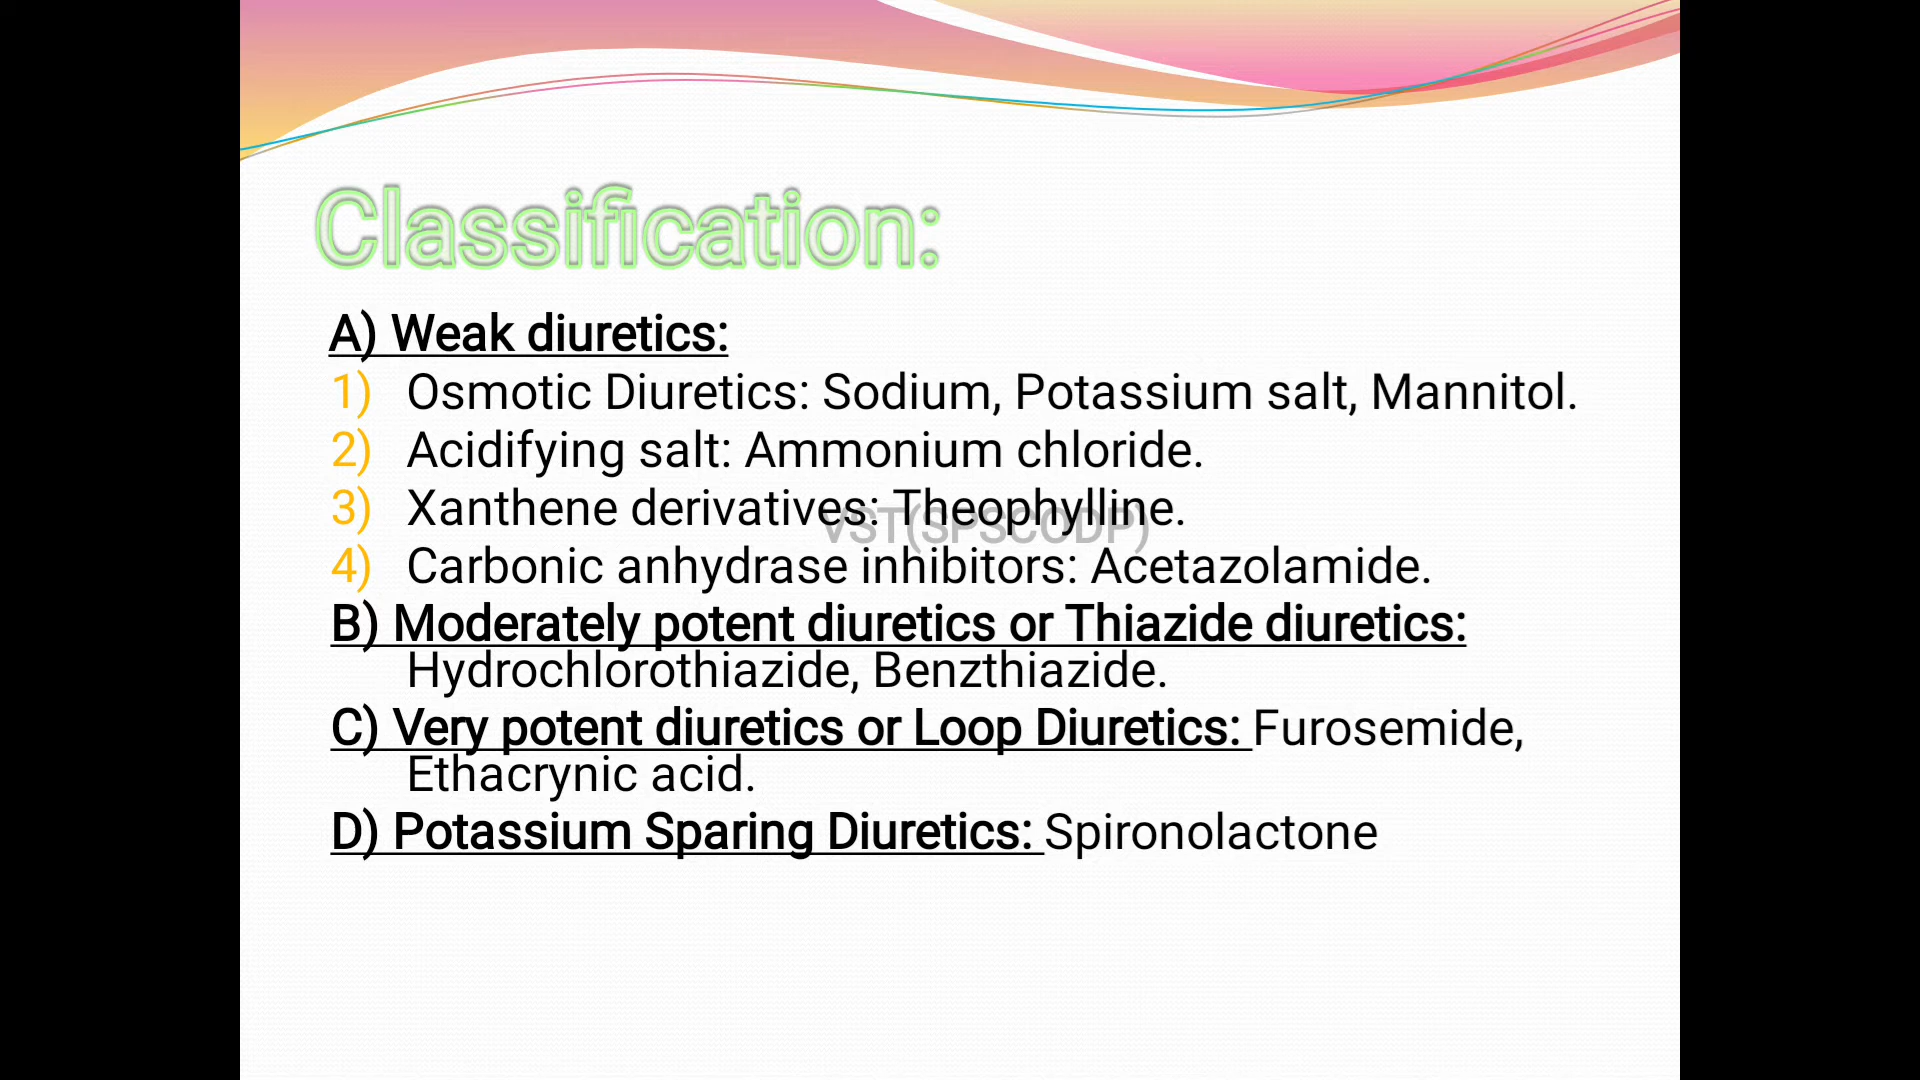 Classification:
A) Weak diuretics:
1) Osmotic Diuretics: Sodium, Potassium salt, Mannitol.
2) Acidifying salt: Ammonium chloride.
3) Xanthene derivatives: Theophylline.
VST(SPSCODP)
4) Carbonic anhydrase inhibitors: Acetazolamide.
B) Moderately potent diuretics or Thiazide diuretics:
Hydrochlorothiazide, Benzthiazide.
C) Very potent diuretics or Loop Diuretics: Furosemide,
Ethacrynic acid.
D) Potassium Sparing Diuretics: Spironolactone